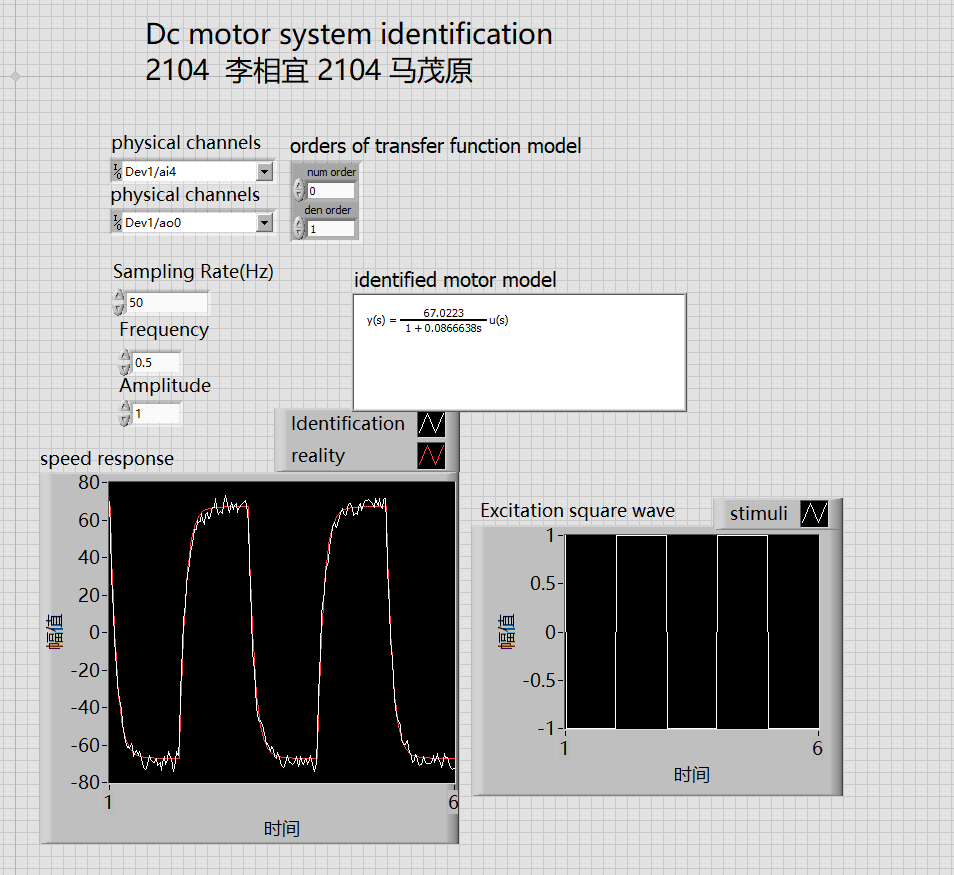 Dc motor system identification
2104 李相宜 2104 马茂原
physical channels
Dev1/ai4
physical channels
Dev1/ao0
orders of transfer function model
num order
0
den order
1
Sampling Rate(Hz)
50
Frequency
0.5
Amplitude
1
identified motor model
y(s) = 67.0223 / 1+0.0866638s u(s)
Identification
reality
speed response
80
60
40
20
0
-20
-40
-60
-80
幅值
1
6
时间
Excitation square wave
stimuli
1
0.5
0
-0.5
-1
幅值
1
6
时间